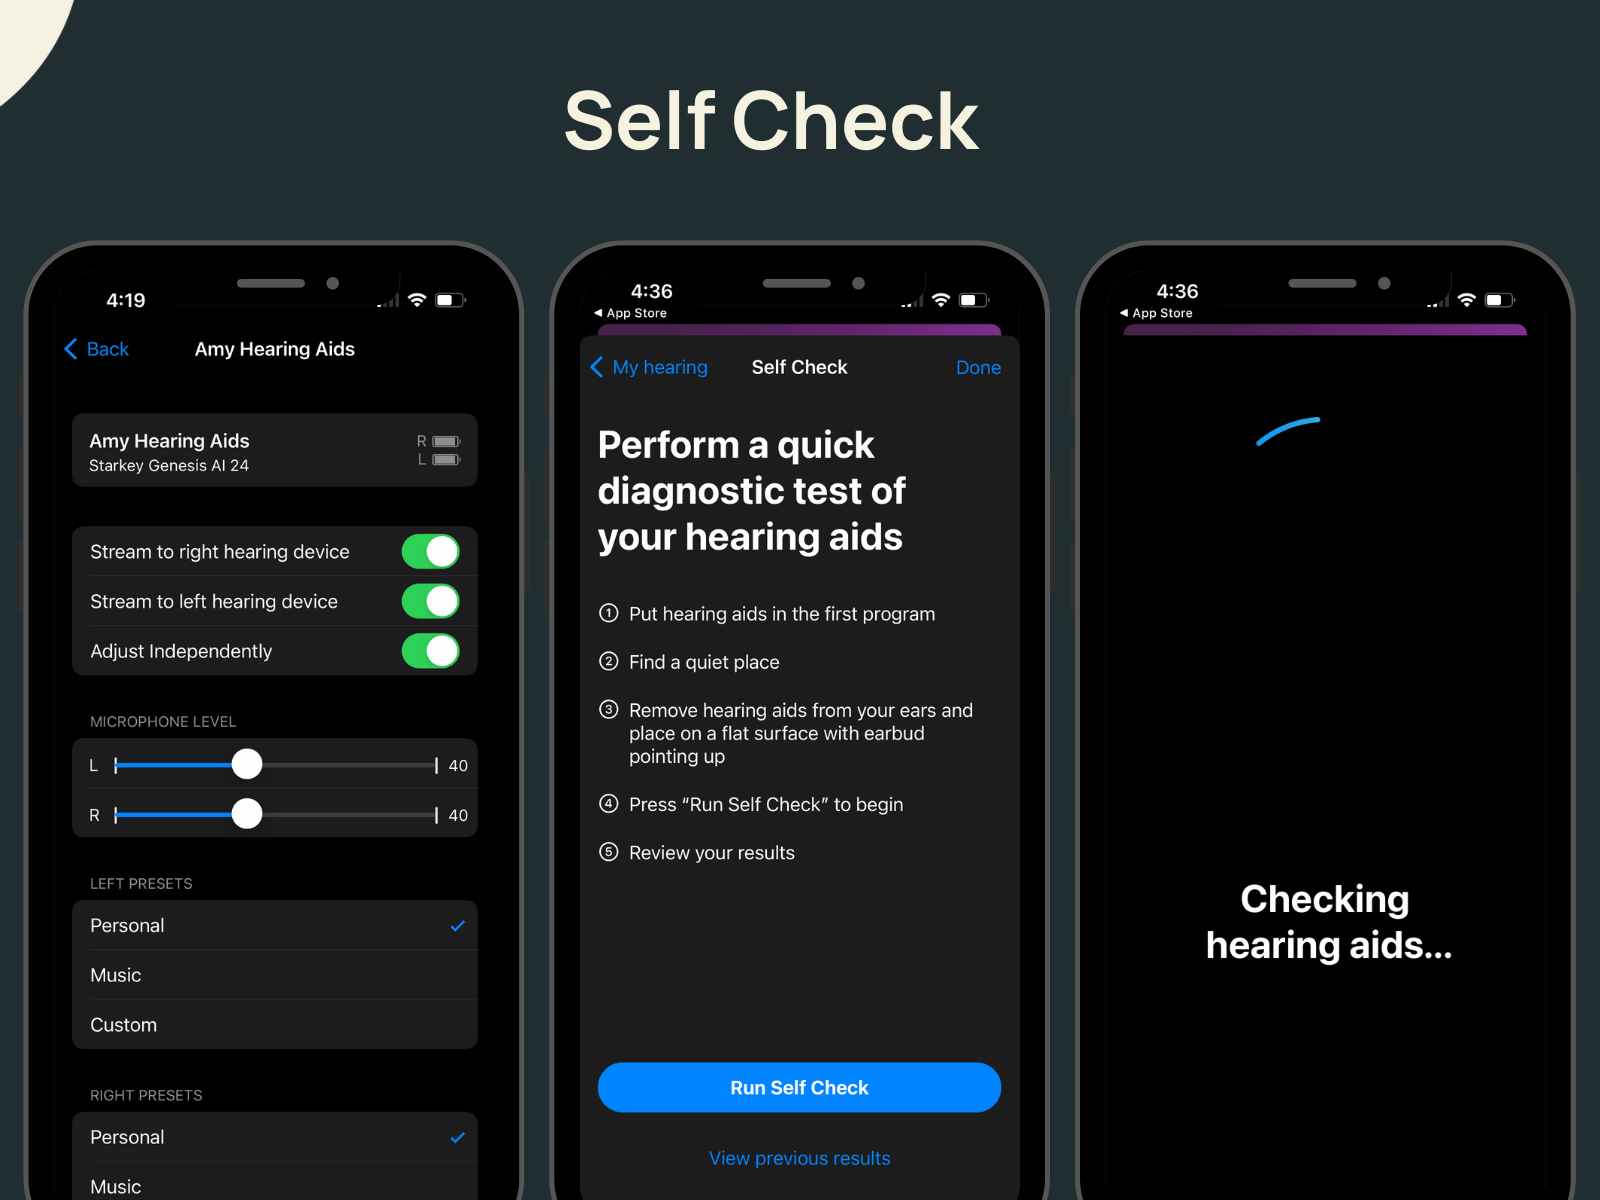 Self Check
4:19
Back
Amy Hearing Aids
Amy Hearing Aids
R
Starkey Genesis AI 24
L
Stream to right hearing device
Stream to left hearing device
Adjust Independently
MICROPHONE LEVEL
L 40
R 40
LEFT PRESETS
Personal
Music
Custom
RIGHT PRESETS
Personal
Music
4:36
App Store
My hearing
Self Check
Done
Perform a quick
diagnostic test of
your hearing aids
1 Put hearing aids in the first program
2 Find a quiet place
3 Remove hearing aids from your ears and
place on a flat surface with earbud
pointing up
4 Press “Run Self Check” to begin
5 Review your results
Run Self Check
View previous results
4:36
App Store
Checking
hearing aids...